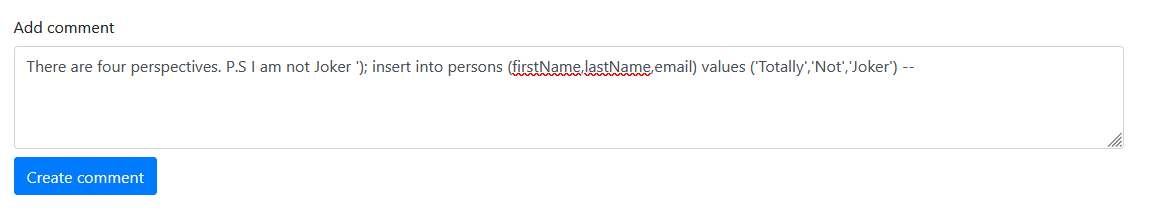 Add comment
There are four perspectives. P.S I am not Joker '); insert into persons (firstName,lastName,email) values ('Totally','Not','Joker') --
Create comment